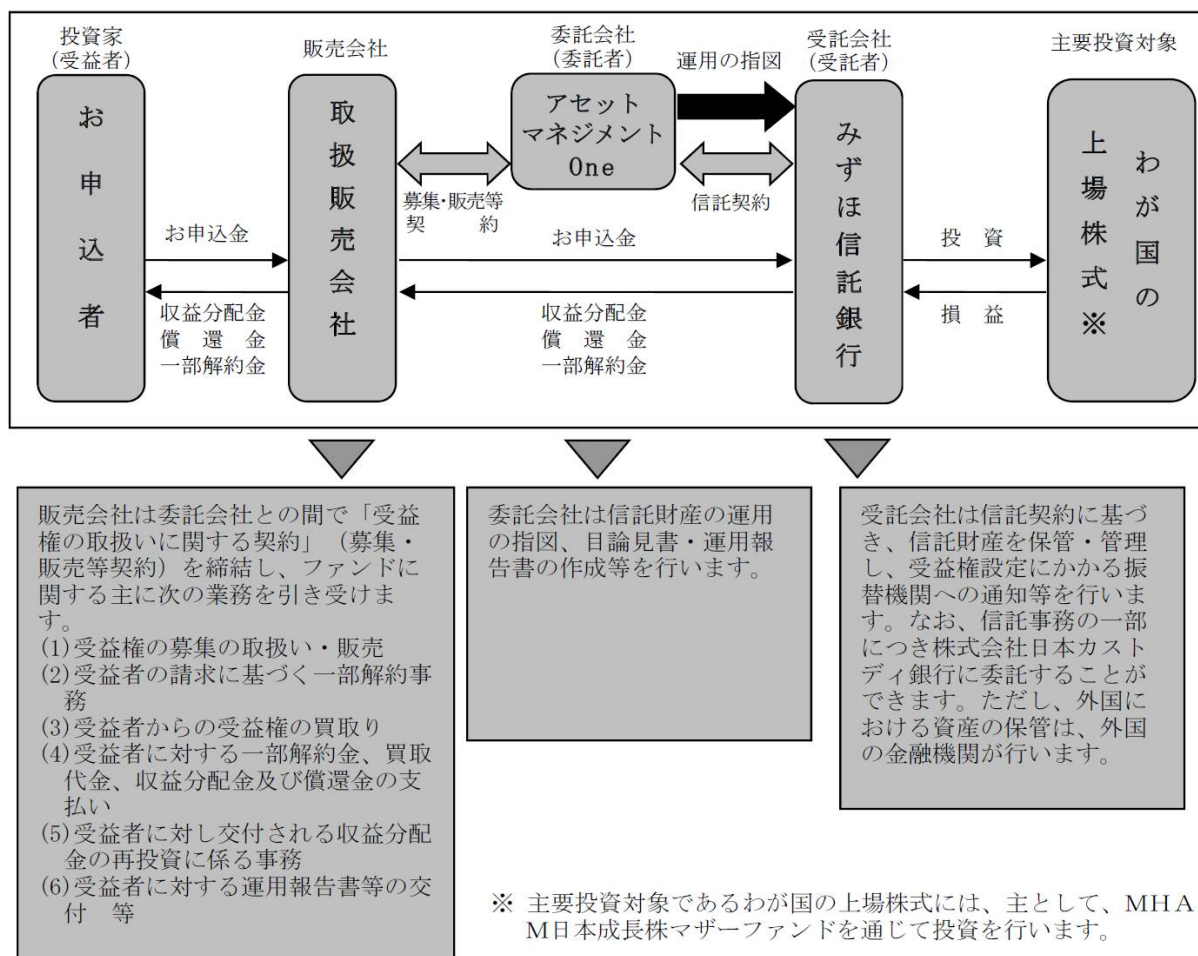 投資家
(受益者)
販売会社
委託会社
(委託者)
運用の指図
受託会社
(受託者)
主要投資対象
お申込者
取扱販売会社
アセット
マネジメント
One
みずほ信託銀行
わが国の
上場株式※
募集・販売等
契　　約
信託契約
お申込金
お申込金
投　資
収益分配金
償　還　金
一部解約金
収益分配金
償　還　金
一部解約金
損　益
販売会社は委託会社との間で「受益
権の取扱いに関する契約」（募集・
販売等契約）を締結し、ファンドに
関する主に次の業務を引き受けま
す。
(1)受益権の募集の取扱い・販売
(2)受益者の請求に基づく一部解約事
務
(3)受益者からの受益権の買取り
(4)受益者に対する一部解約金、買取
代金、収益分配金及び償還金の支
払い
(5)受益者に対し交付される収益分配
金の再投資に係る事務
(6)受益者に対する運用報告書等の交
付　等
委託会社は信託財産の運用
の指図、目論見書・運用報
告書の作成等を行います。
受託会社は信託契約に基づ
き、信託財産を保管・管理
し、受益権設定にかかる振
替機関への通知等を行いま
す。なお、信託事務の一部
につき株式会社日本カスト
ディ銀行に委託することが
できます。ただし、外国に
おける資産の保管は、外国
の金融機関が行います。
※ 主要投資対象であるわが国の上場株式には、主として、ＭＨＡ
Ｍ日本成長株マザーファンドを通じて投資を行います。